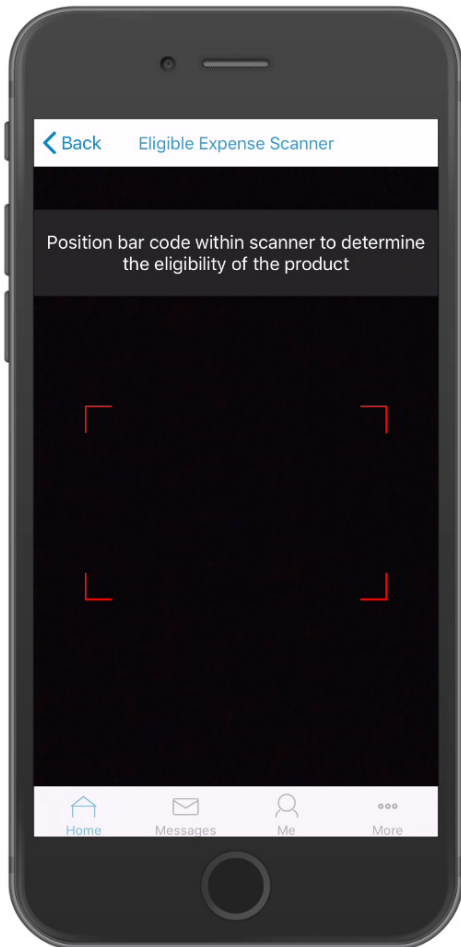 Back
Eligible Expense Scanner
Position bar code within scanner to determine
the eligibility of the product
Home
Messages
Me
More